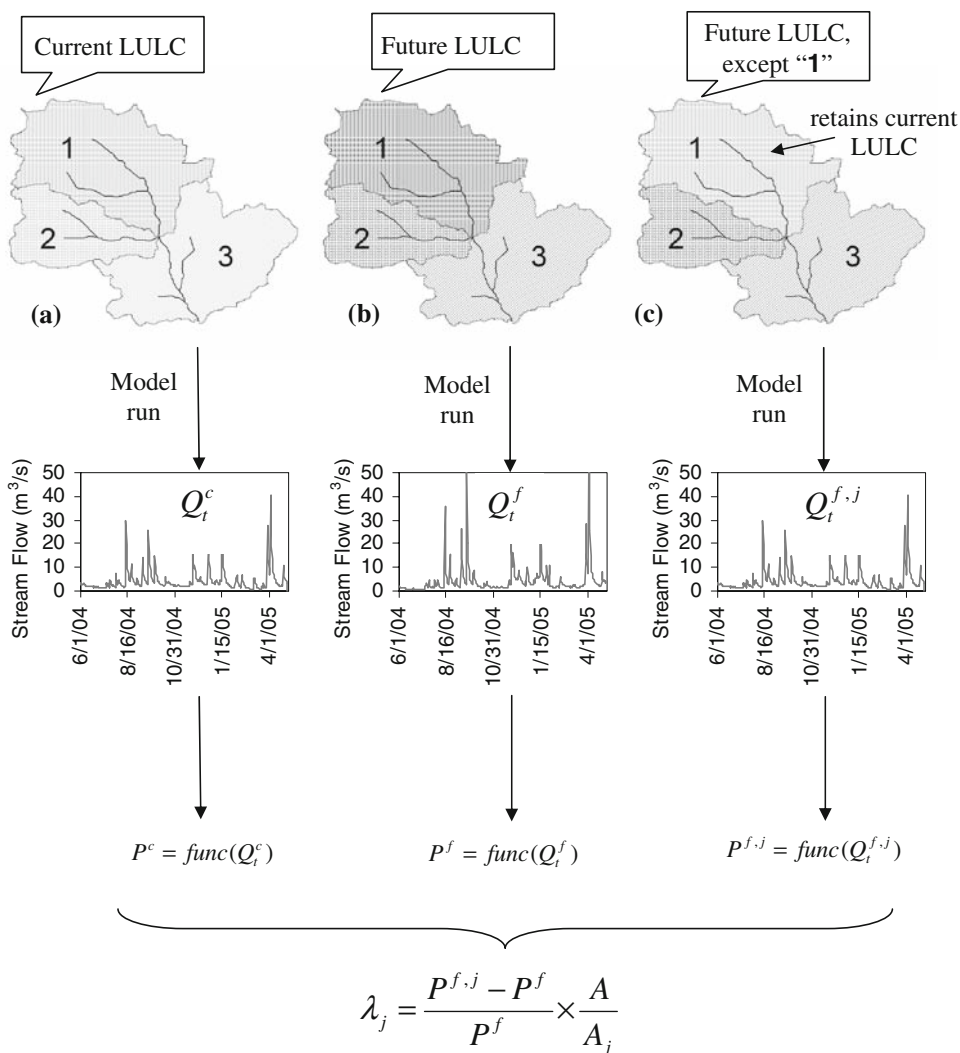 Current LULC
Future LULC
Future LULC,
except “1”
retains current
LULC
1
2
3
(a)
1
2
3
(b)
1
2
3
(c)
Model
run
Model
run
Model
run
Stream Flow (m³/s)
50
40
30
20
10
0
Q_t^c
6/1/04
8/16/04
10/31/04
1/15/05
4/1/05
Stream Flow (m³/s)
50
40
30
20
10
0
Q_t^f
6/1/04
8/16/04
10/31/04
1/15/05
4/1/05
Stream Flow (m³/s)
50
40
30
20
10
0
Q_t^{f,j}
6/1/04
8/16/04
10/31/04
1/15/05
4/1/05
P^c = func(Q_t^c)
P^f = func(Q_t^f)
P^{f,j} = func(Q_t^{f,j})
λ_j = \frac{P^{f,j} − P^f}{P^f} × \frac{A}{A_j}